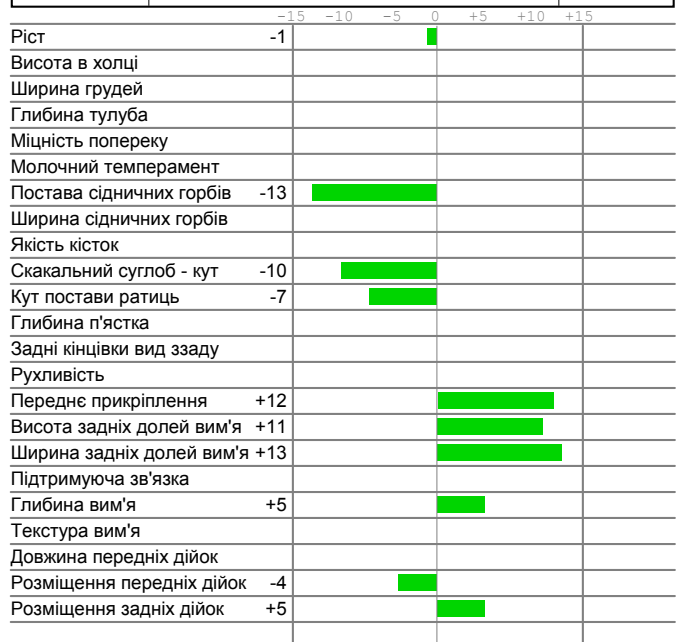 -15 -10 -5 0 +5 +10 +15
Ріст -1
Висота в холці
Ширина грудей
Глибина тулуба
Міцність попереку
Молочний темперамент
Постава сідничних горбів -13
Ширина сідничних горбів
Якість кісток
Скакальний суглоб - кут -10
Кут постави ратиць -7
Глибина п'ястка
Задні кінцівки вид ззаду
Рухливість
Переднє прикріплення +12
Висота задніх долей вим'я +11
Ширина задніх долей вим'я +13
Підтримуюча зв'язка
Глибина вим'я +5
Текстура вим'я
Довжина передніх дійок
Розміщення передніх дійок -4
Розміщення задніх дійок +5